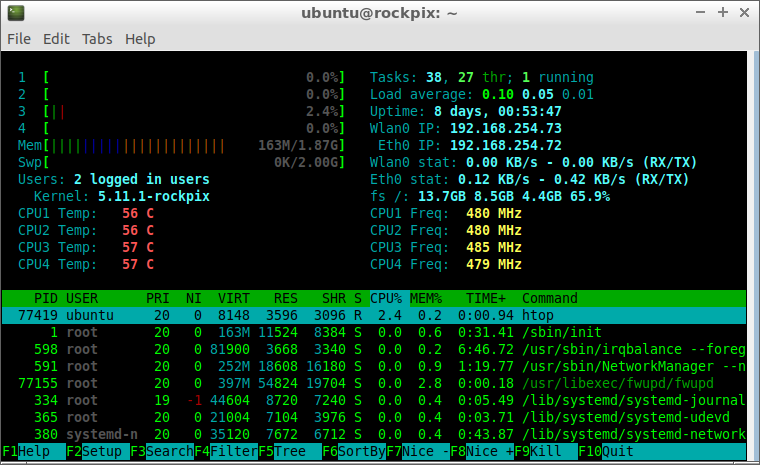 ubuntu@rockpix: ~
File Edit Tabs Help
1 [ 0.0%] Tasks: 38, 27 thr; 1 running
2 [ 0.0%] Load average: 0.10 0.05 0.01
3 [|| 2.4%] Uptime: 8 days, 00:53:47
4 [ 0.0%] Wlan0 IP: 192.168.254.73
Mem[|||||||||||||||||||||| 163M/1.87G] Eth0 IP: 192.168.254.72
Swp[ 0K/2.00G] Wlan0 stat: 0.00 KB/s - 0.00 KB/s (RX/TX)
Users: 2 logged in users Eth0 stat: 0.12 KB/s - 0.42 KB/s (RX/TX)
Kernel: 5.11.1-rockpix fs /: 13.7GB 8.5GB 4.4GB 65.9%
CPU1 Temp: 56 C CPU1 Freq: 480 MHz
CPU2 Temp: 56 C CPU2 Freq: 480 MHz
CPU3 Temp: 57 C CPU3 Freq: 485 MHz
CPU4 Temp: 57 C CPU4 Freq: 479 MHz
PID USER PRI NI VIRT RES SHR S CPU% MEM% TIME+ Command
77419 ubuntu 20 0 8148 3596 3096 R 2.4 0.2 0:00.94 htop
1 root 20 0 163M 11524 8384 S 0.0 0.6 0:31.41 /sbin/init
598 root 20 0 81900 3668 3340 S 0.0 0.2 6:46.72 /usr/sbin/irqbalance --foreg
591 root 20 0 252M 18608 16180 S 0.0 0.9 1:19.77 /usr/sbin/NetworkManager --n
77155 root 20 0 397M 54824 19704 S 0.0 2.8 0:00.18 /usr/libexec/fwupd/fwupd
334 root 19 -1 44604 8720 7240 S 0.0 0.4 0:05.49 /lib/systemd/systemd-journal
365 root 20 0 21004 7104 3976 S 0.0 0.4 0:03.71 /lib/systemd/systemd-udevd
380 systemd-n 20 0 35120 7672 6712 S 0.0 0.4 0:43.87 /lib/systemd/systemd-network
F1Help F2Setup F3SearchF4FilterF5Tree F6SortByF7Nice -F8Nice +F9Kill F10Quit